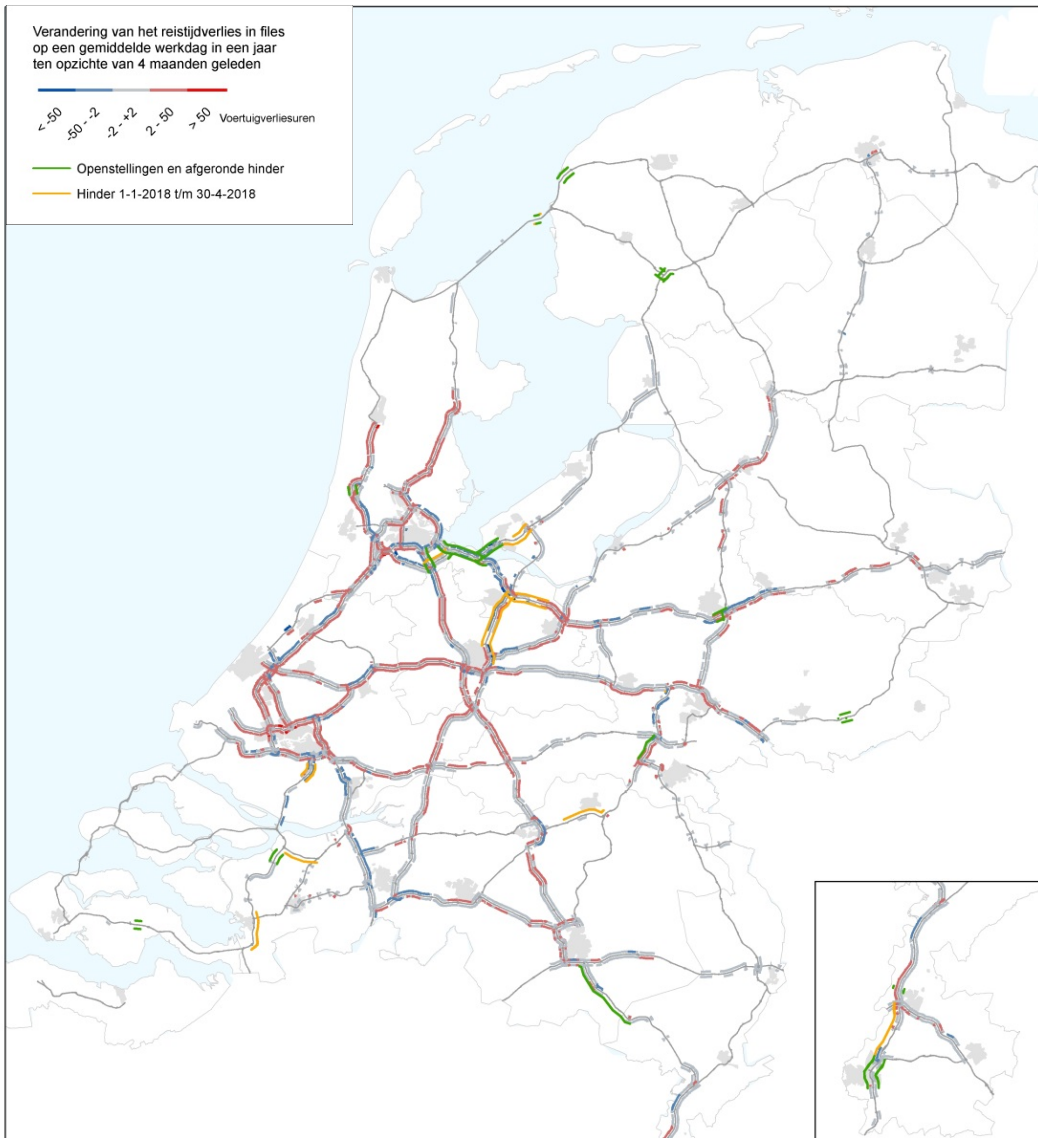 Verandering van het reistijdverlies in files
op een gemiddelde werkdag in een jaar
ten opzichte van 4 maanden geleden
< -50 -50 - -2 -2 - +2 2 - 50 > 50 Voertuigverliesuren
Openstellingen en afgeronde hinder
Hinder 1-1-2018 t/m 30-4-2018